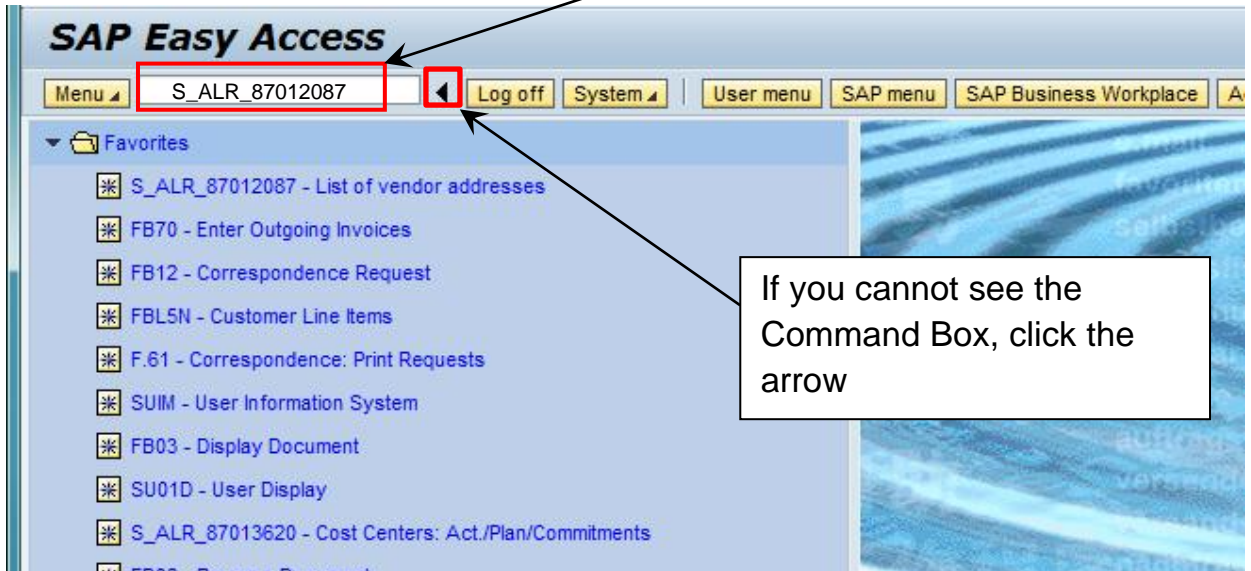 SAP Easy Access
Menu S_ALR_87012087 Log off System User menu SAP menu SAP Business Workplace
Favorites
S_ALR_87012087 - List of vendor addresses
FB70 - Enter Outgoing Invoices
FB12 - Correspondence Request
FBL5N - Customer Line Items
F.61 - Correspondence: Print Requests
SUIM - User Information System
FB03 - Display Document
SU01D - User Display
S_ALR_87013620 - Cost Centers: Act./Plan/Commitments
If you cannot see the
Command Box, click the
arrow